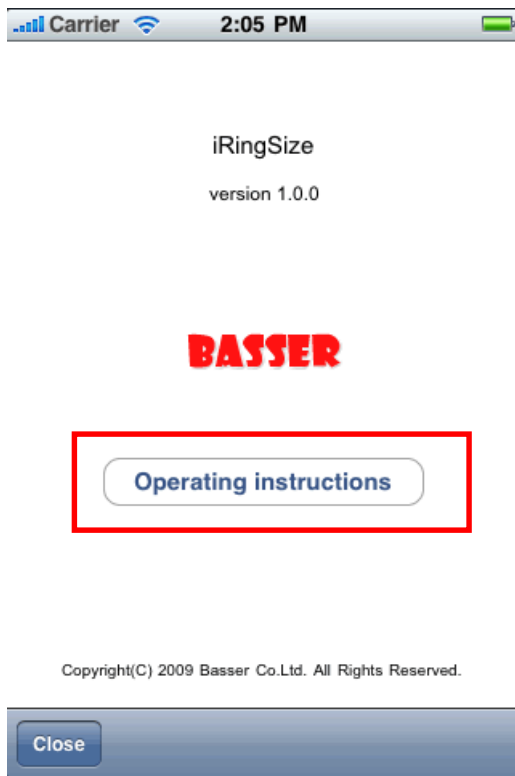 Carrier 2:05 PM
iRingSize
version 1.0.0
BASSER
Operating instructions
Copyright(C) 2009 Basser Co.Ltd. All Rights Reserved.
Close